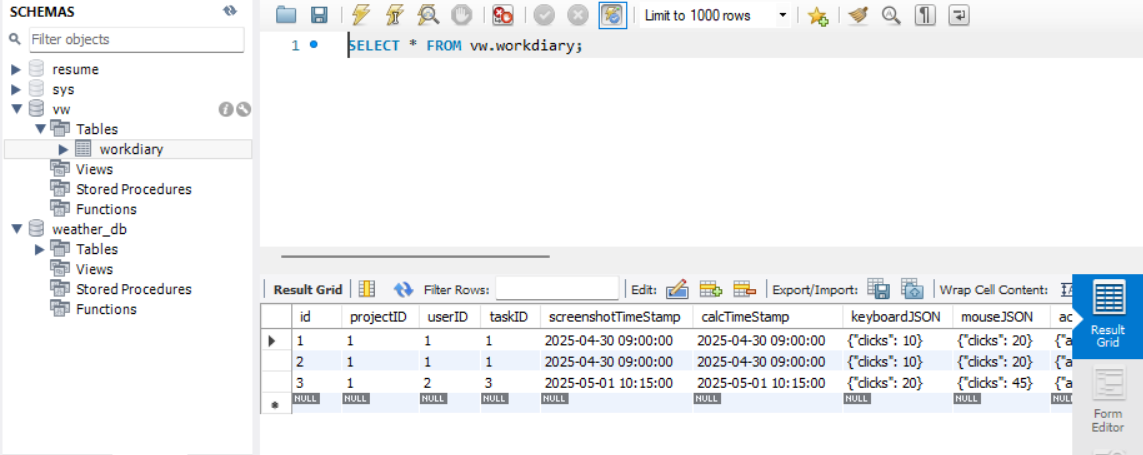 SCHEMAS
Filter objects
resume
sys
vw
Tables
workdiary
Views
Stored Procedures
Functions
weather_db
Tables
Views
Stored Procedures
Functions
Limit to 1000 rows
1 SELECT * FROM vw.workdiary;
Result Grid Filter Rows: Edit: Export/Import: Wrap Cell Content:
id projectID userID taskID screenshotTimeStamp calcTimeStamp keyboardJSON mouseJSON ac
1 1 1 1 2025-04-30 09:00:00 2025-04-30 09:00:00 {"clicks": 10} {"clicks": 20} {"a
2 1 1 1 2025-04-30 09:00:00 2025-04-30 09:00:00 {"clicks": 10} {"clicks": 20} {"a
3 1 2 3 2025-05-01 10:15:00 2025-05-01 10:15:00 {"clicks": 20} {"clicks": 45} {"a
NULL NULL NULL NULL NULL NULL NULL NULL NUL
Result
Grid
Form
Editor